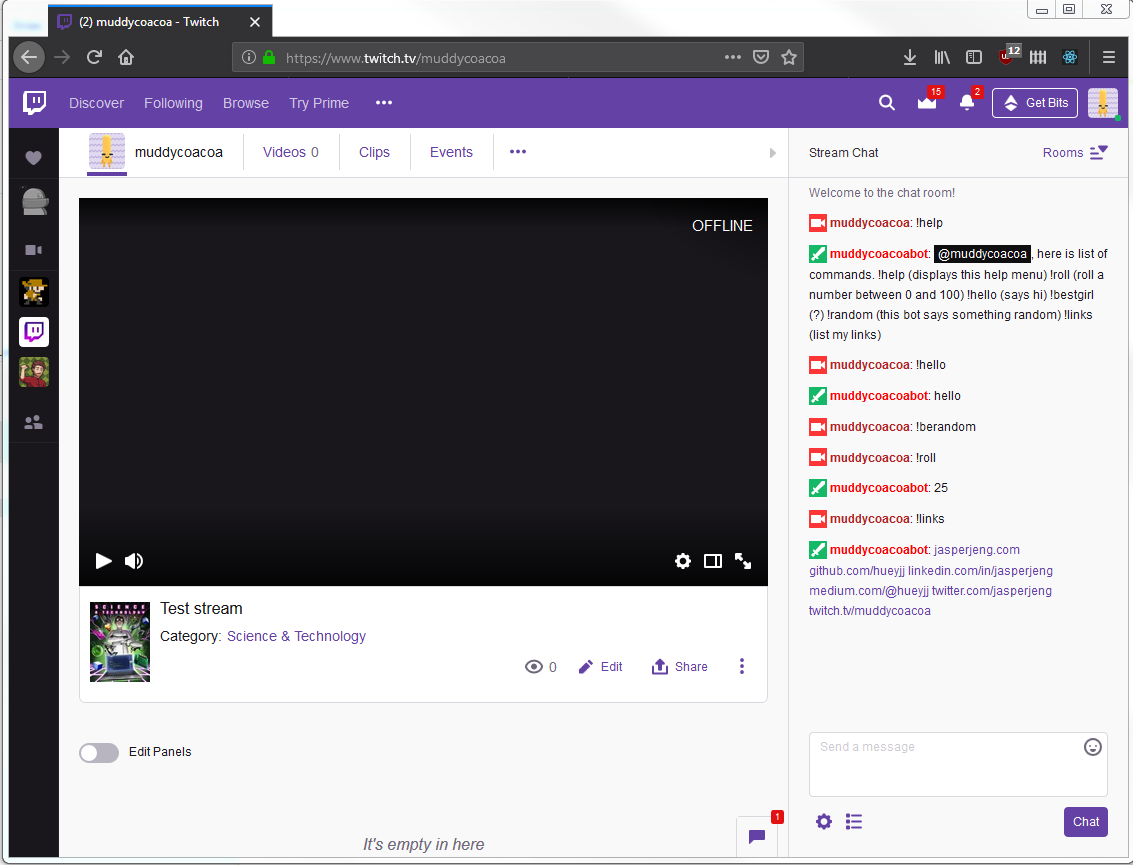 (2) muddycoacoa - Twitch
https://www.twitch.tv/muddycoacoa
12
Discover
Following
Browse
Try Prime
15
2
Get Bits
muddycoacoa
Videos 0
Clips
Events
Stream Chat
Rooms
OFFLINE
Welcome to the chat room!
muddycoacoa: !help
muddycoacoabot: @muddycoacoa, here is list of
commands. !help (displays this help menu) !roll (roll a
number between 0 and 100) !hello (says hi) !bestgirl
(?) !random (this bot says something random) !links
(list my links)
muddycoacoa: !hello
muddycoacoabot: hello
muddycoacoa: !berandom
muddycoacoa: !roll
muddycoacoabot: 25
muddycoacoa: !links
muddycoacoabot: jasperjeng.com
github.com/hueyjj linkedin.com/in/jasperjeng
medium.com/@hueyjj twitter.com/jasperjeng
twitch.tv/muddycoacoa
SCIENCE
& TECHNOLOGY
Test stream
Category: Science & Technology
0
Edit
Share
Edit Panels
It's empty in here
1
Send a message
Chat